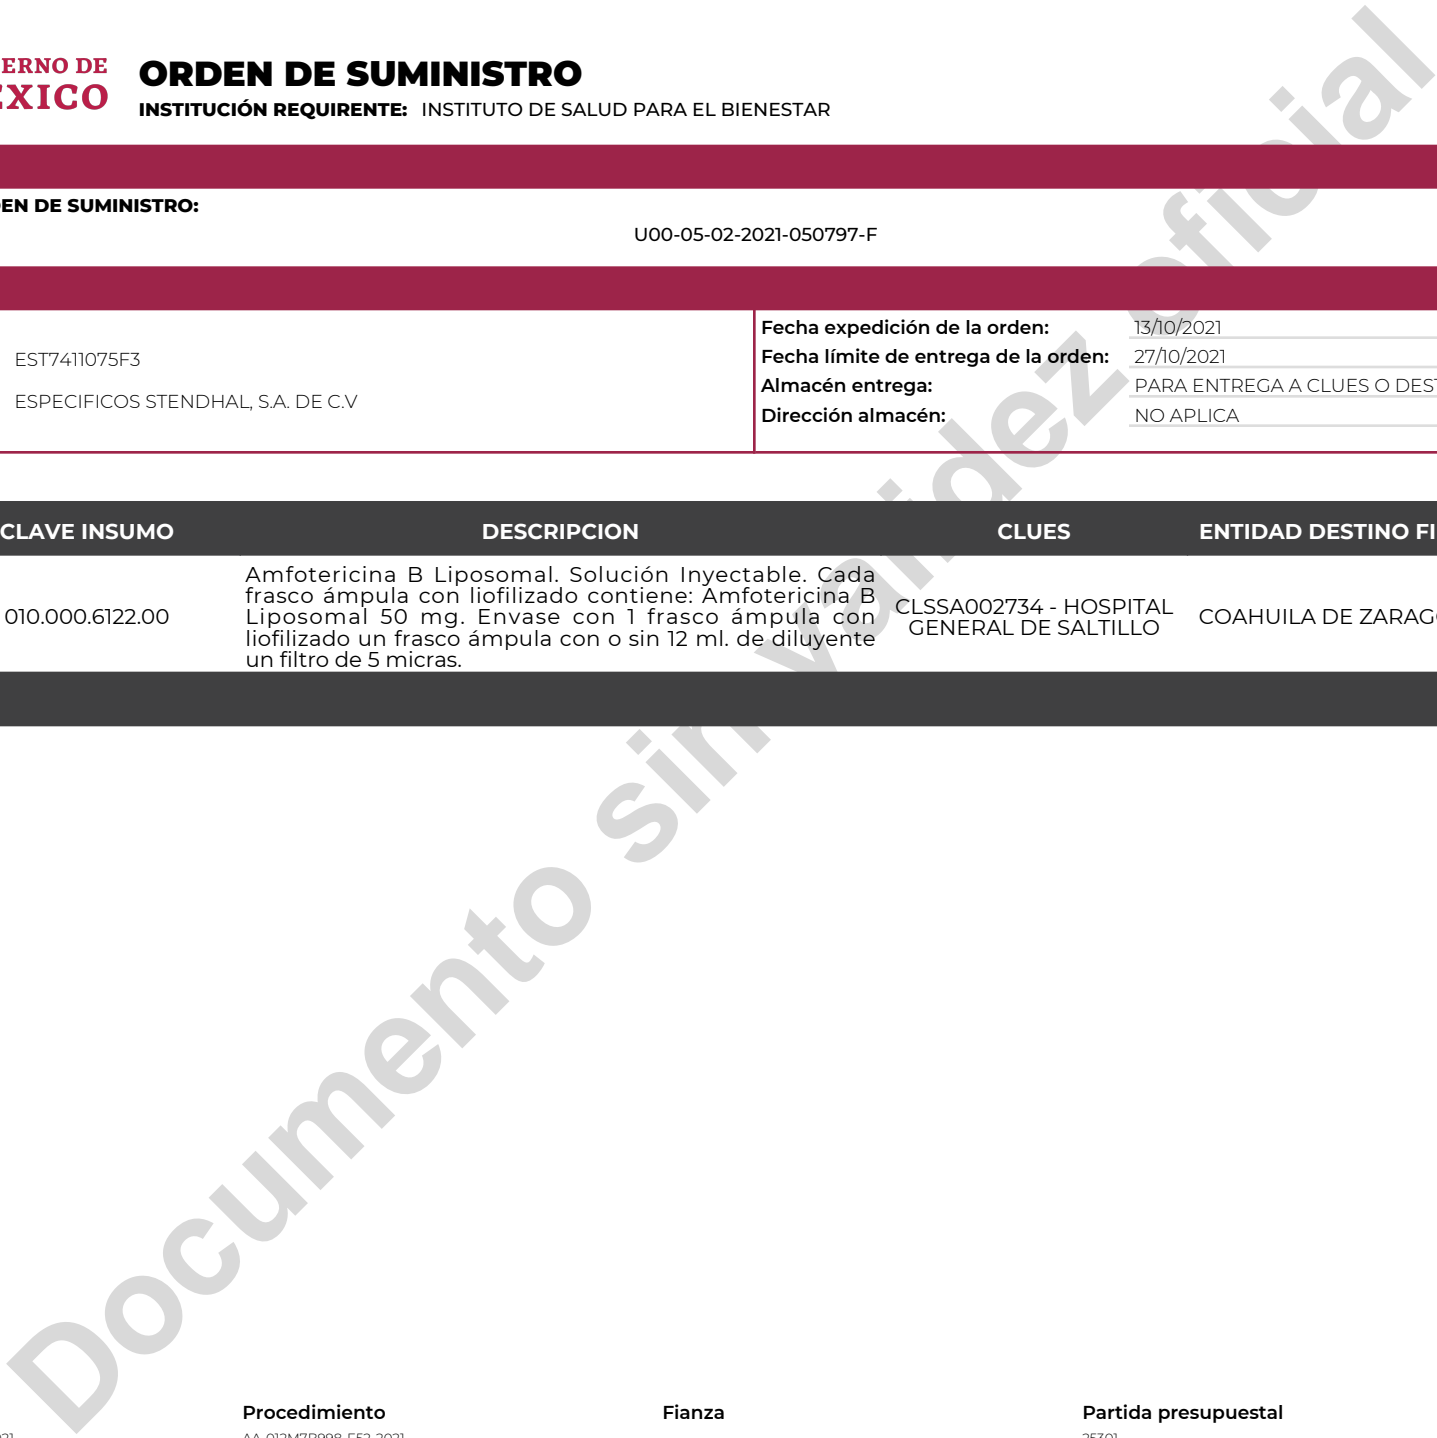 ERNO DE
ORDEN DE SUMINISTRO
EXICO
INSTITUCIÓN REQUIRENTE: INSTITUTO DE SALUD PARA EL BIENESTAR
EN DE SUMINISTRO:
U00-05-02-2021-050797-F
EST7411075F3
ESPECIFICOS STENDHAL, S.A. DE C.V
Fecha expedición de la orden: 13/10/2021
Fecha límite de entrega de la orden: 27/10/2021
Almacén entrega: PARA ENTREGA A CLUES O DEST
Dirección almacén: NO APLICA
CLAVE INSUMO DESCRIPCION CLUES ENTIDAD DESTINO FI
010.000.6122.00
Amfotericina B Liposomal. Solución Inyectable. Cada
frasco ámpula con liofilizado contiene: Amfotericina B
Liposomal 50 mg. Envase con 1 frasco ámpula con
liofilizado un frasco ámpula con o sin 12 ml. de diluyente
un filtro de 5 micras.
CLSSA002734 - HOSPITAL
GENERAL DE SALTILLO
COAHUILA DE ZARAG
Documento sin validez oficial
Procedimiento Fianza Partida presupuestal